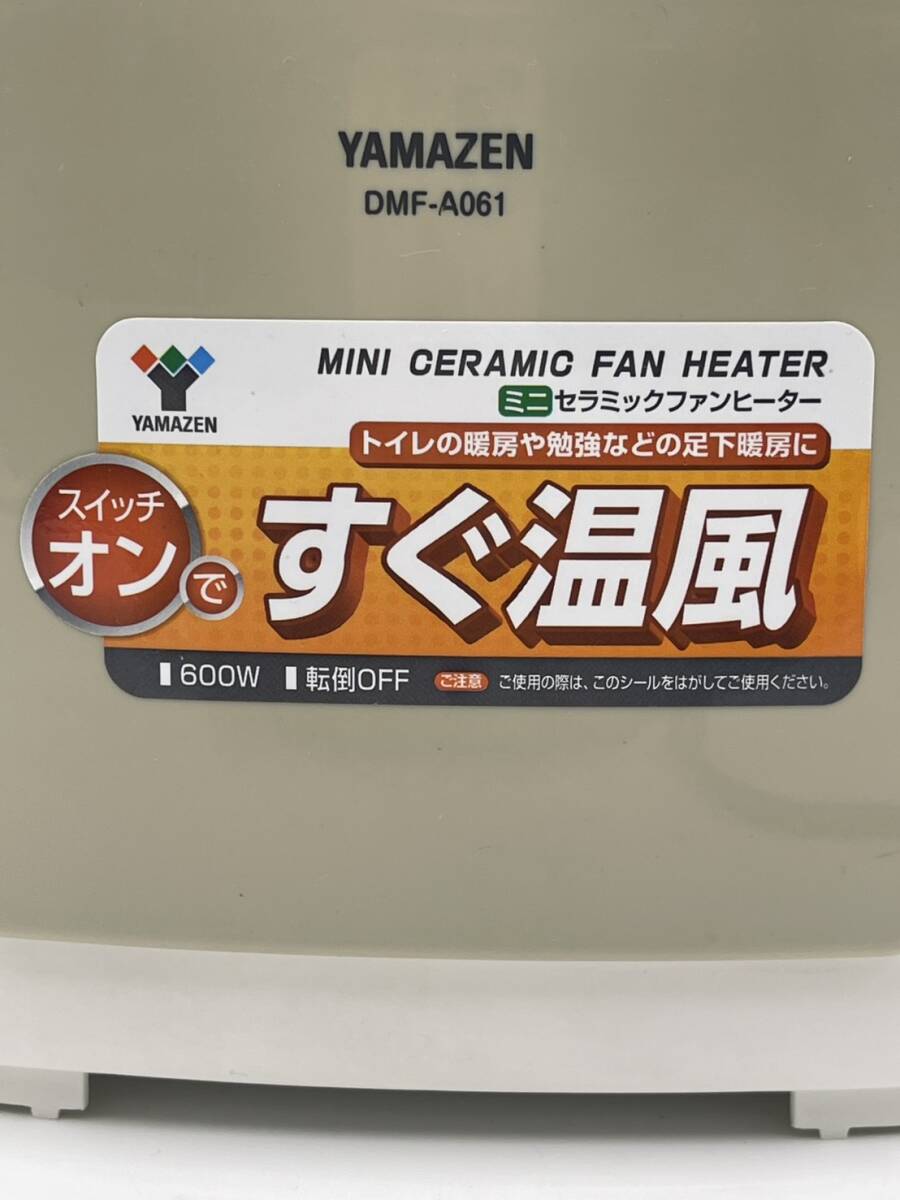 YAMAZEN
DMF-A061
YAMAZEN
MINI CERAMIC FAN HEATER
ミニセラミックファンヒーター
トイレの暖房や勉強などの足下暖房に
スイッチ
オンで
すぐ温風
600W 転倒OFF ご注意 ご使用の際は、このシールをはがしてご使用ください。